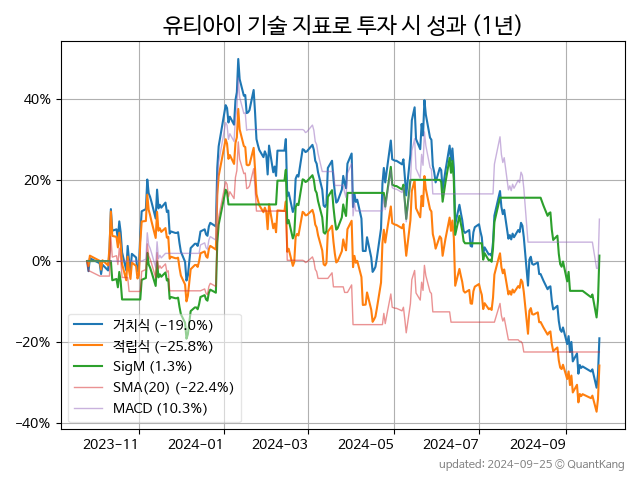 유티아이 기술 지표로 투자 시 성과 (1년)
40%
20%
0%
−20%
−40%
거치식 (−19.0%)
적립식 (−25.8%)
SigM (1.3%)
SMA(20) (−22.4%)
MACD (10.3%)
2023−11 2024−01 2024−03 2024−05 2024−07 2024−09
updated: 2024−09−25 © QuantKang